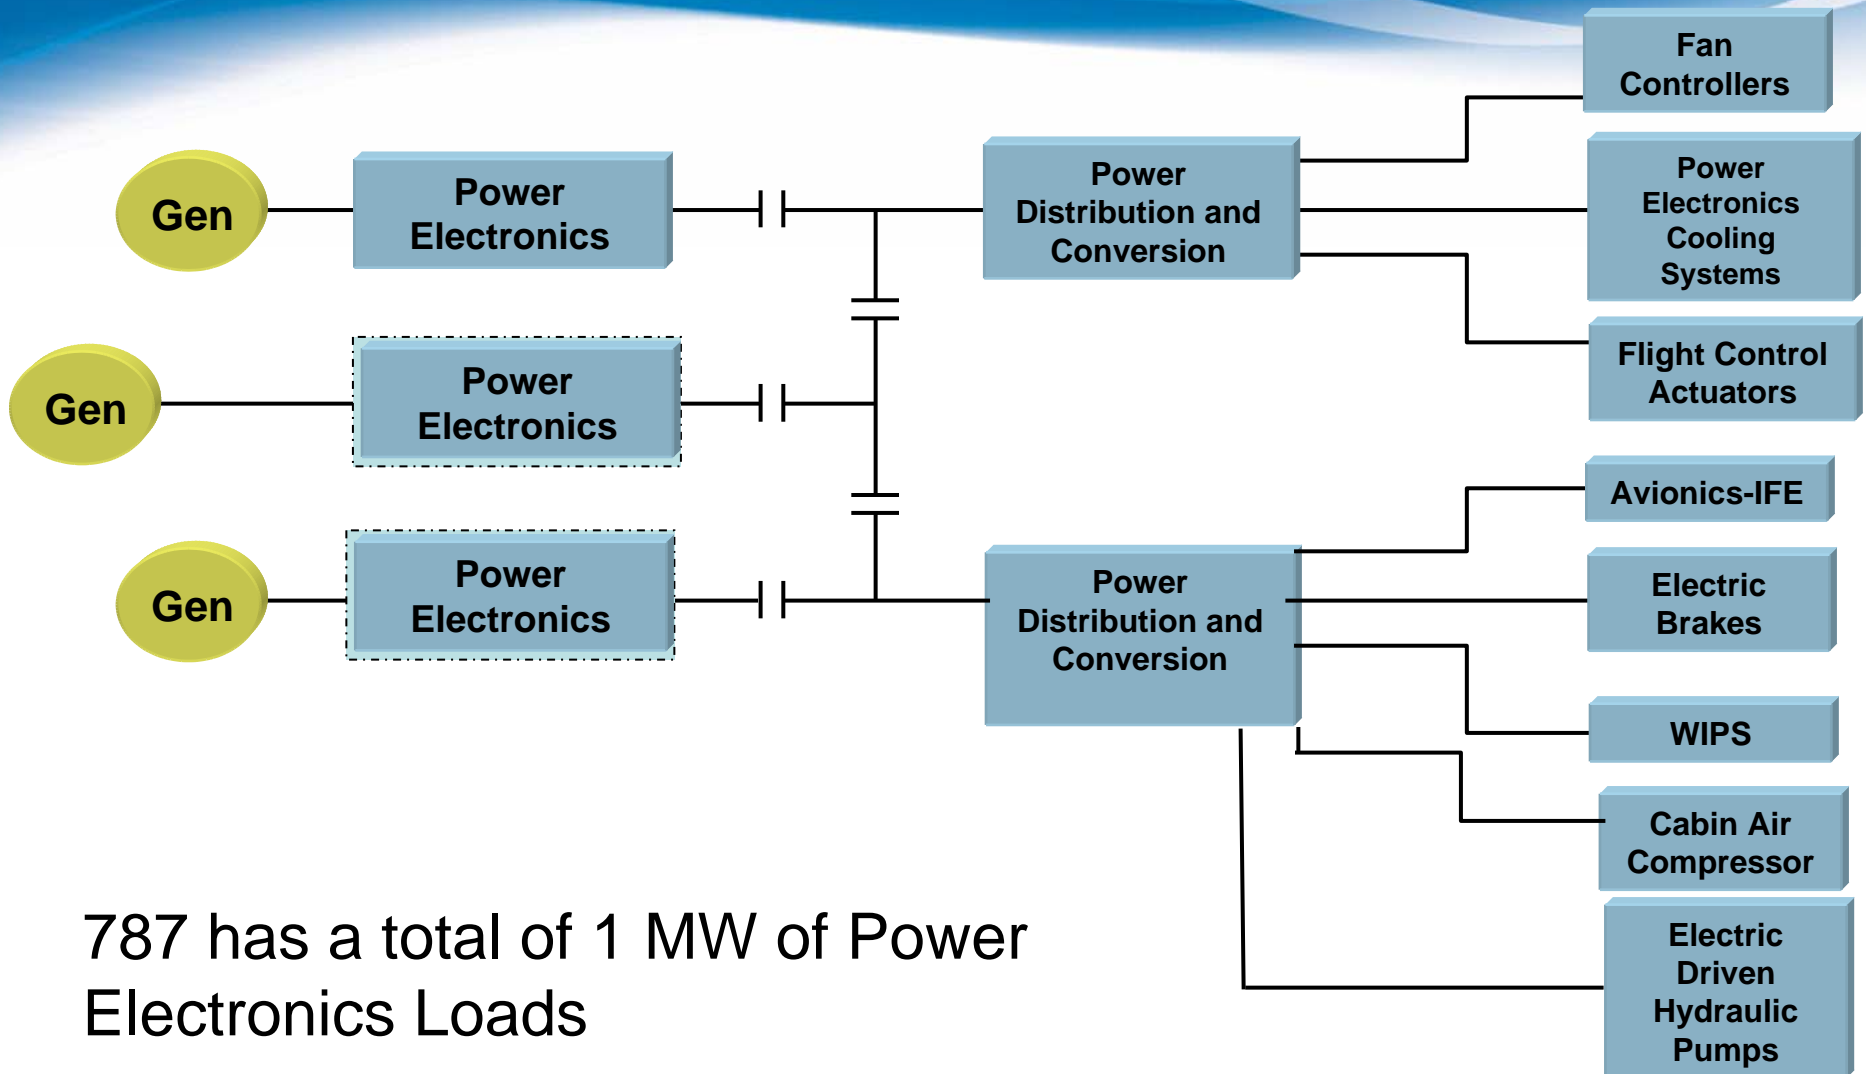 Fan
Controllers
Gen
Power
Electronics
Power
Distribution and
Conversion
Power
Electronics
Cooling
Systems
Flight Control
Actuators
Gen
Power
Electronics
Avionics-IFE
Gen
Power
Electronics
Power
Distribution and
Conversion
Electric
Brakes
WIPS
Cabin Air
Compressor
Electric
Driven
Hydraulic
Pumps
787 has a total of 1 MW of Power
Electronics Loads